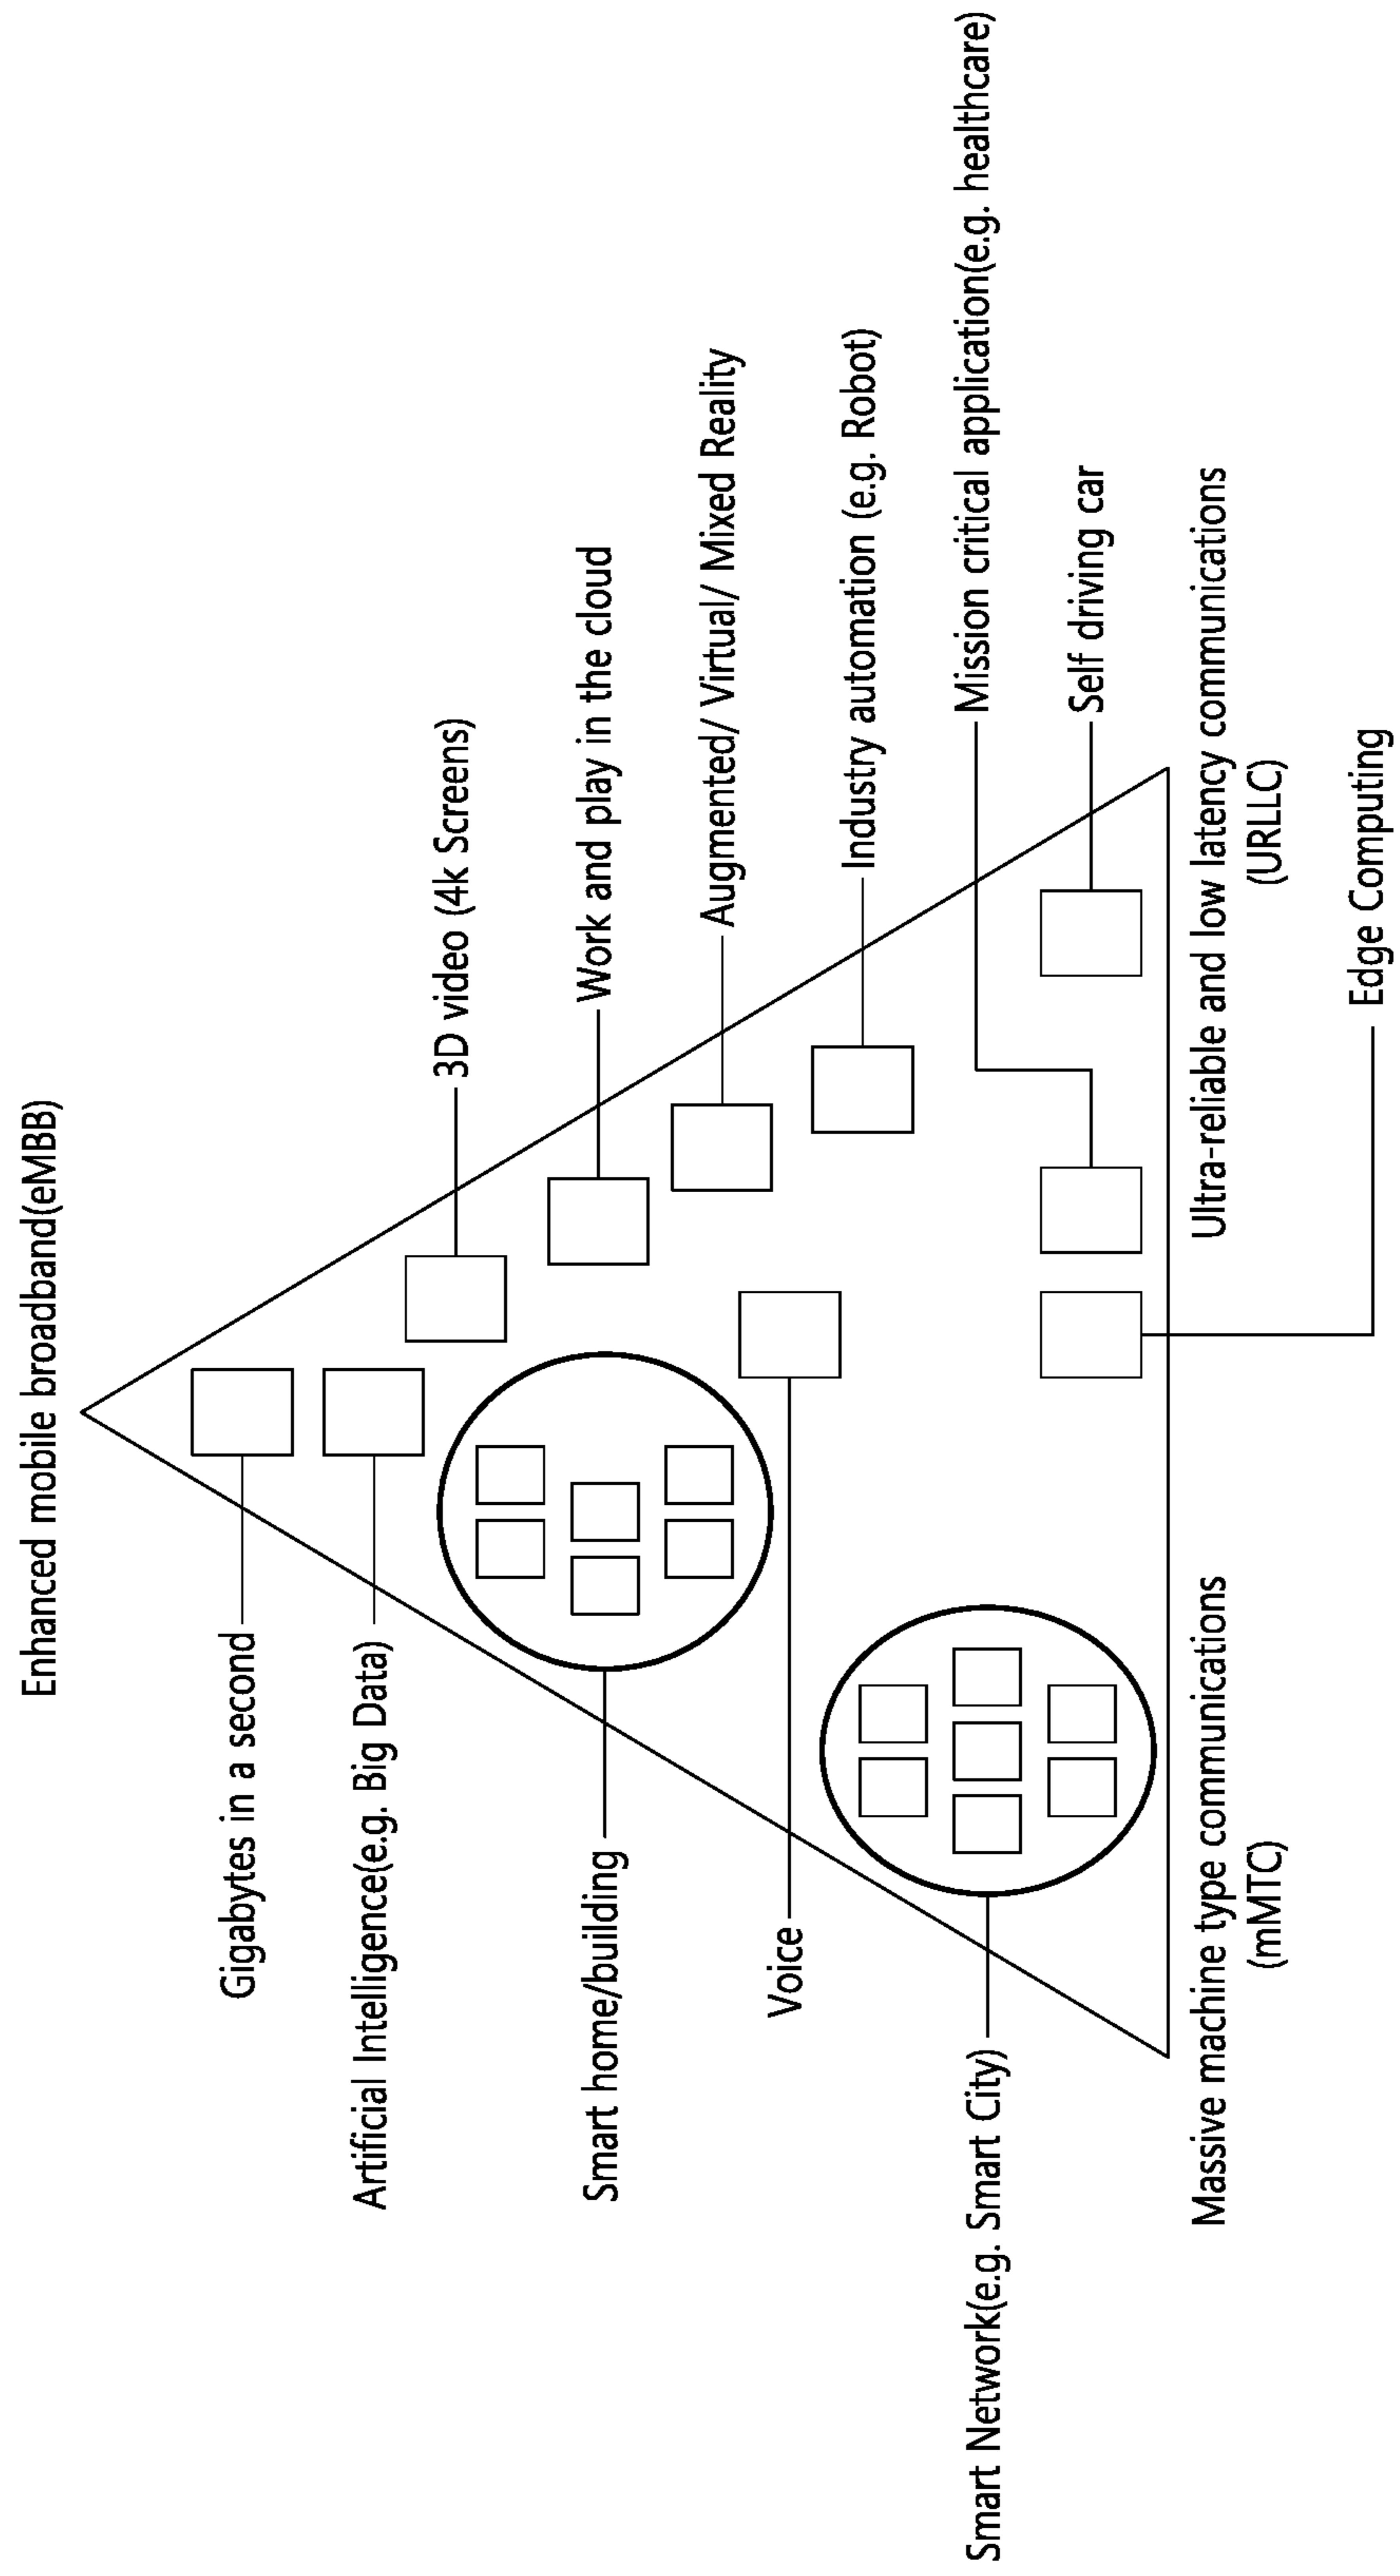 Enhanced mobile broadband(eMBB)
Gigabytes in a second
Artificial Intelligence(e.g. Big Data)
3D video (4k Screens)
Smart home/building
Work and play in the cloud
Augmented/ Virtual/ Mixed Reality
Voice
Industry automation (e.g. Robot)
Smart Network(e.g. Smart City)
Mission critical application(e.g. healthcare)
Self driving car
Massive machine type communications
(mMTC)
Ultra-reliable and low latency communications
(URLLC)
Edge Computing